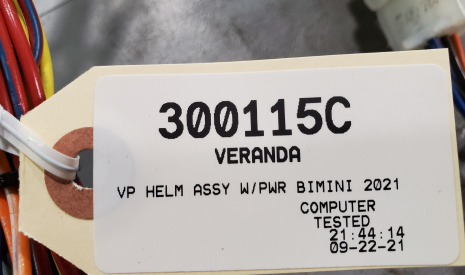 300115C
VERANDA
VP HELM ASSY W/PWR BIMINI 2021
COMPUTER
TESTED
21:44:14
09-22-21